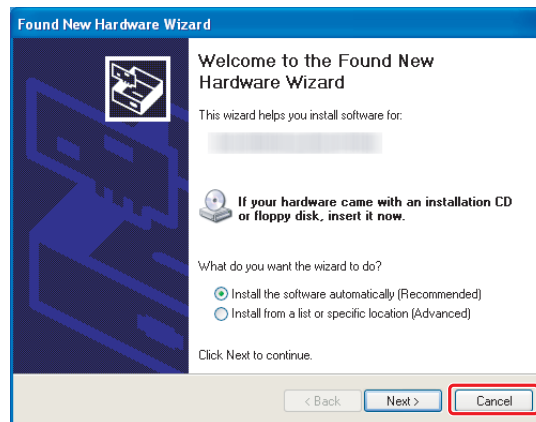 Found New Hardware Wizard
Welcome to the Found New
Hardware Wizard
This wizard helps you install software for:
If your hardware came with an installation CD
or floppy disk, insert it now.
What do you want the wizard to do?
Install the software automatically (Recommended)
Install from a list or specific location (Advanced)
Click Next to continue.
< Back Next > Cancel